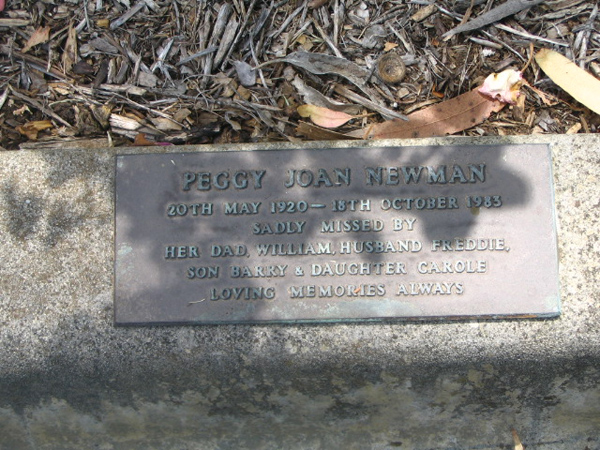 PEGGY JOAN NEWMAN
20TH MAY 1920 — 18TH OCTOBER 1983
SADLY MISSED BY
HER DAD, WILLIAM, HUSBAND FREDDIE,
SON BARRY & DAUGHTER CAROLE
LOVING MEMORIES ALWAYS